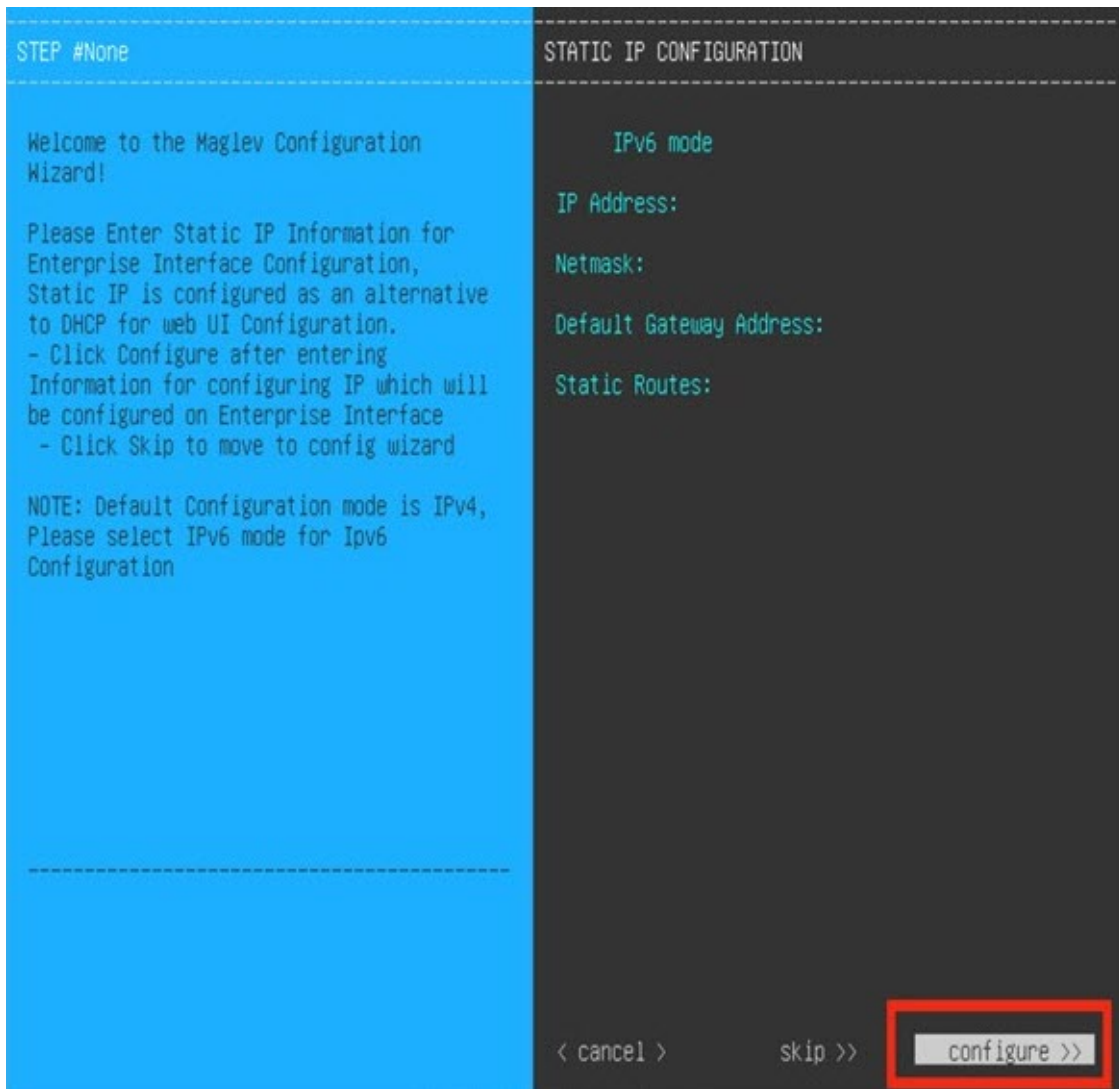 STEP #None
Welcome to the Maglev Configuration
Wizard!
Please Enter Static IP Information for
Enterprise Interface Configuration,
Static IP is configured as an alternative
to DHCP for web UI Configuration.
- Click Configure after entering
Information for configuring IP which will
be configured on Enterprise Interface
- Click Skip to move to config wizard
NOTE: Default Configuration mode is IPv4,
Please select IPv6 mode for Ipv6
Configuration
STATIC IP CONFIGURATION
IPv6 mode
IP Address:
Netmask:
Default Gateway Address:
Static Routes:
< cancel >
skip >>
configure >>